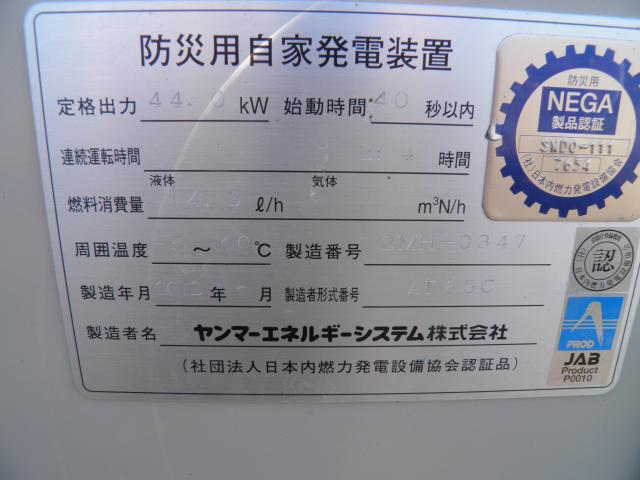 防災用自家発電装置
定格出力 44.0 kW 始動時間 40 秒以内
連続運転時間 時間
液体 気体
燃料消費量 ℓ/h m³N/h
周囲温度 ～ 40 ℃ 製造番号 2MH-0347
製造年月 2012 年 月 製造者形式番号
製造者名 ヤンマーエネルギーシステム株式会社
(社団法人日本内燃力発電設備協会認証品)
防災用
NEGA
製品認証
SMDO-111
7654
(社)日本内燃力発電設備協会
認
PROD
JAB
Product
P0010